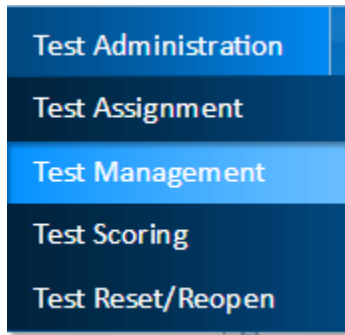 Test Administration
Test Assignment
Test Management
Test Scoring
Test Reset/Reopen